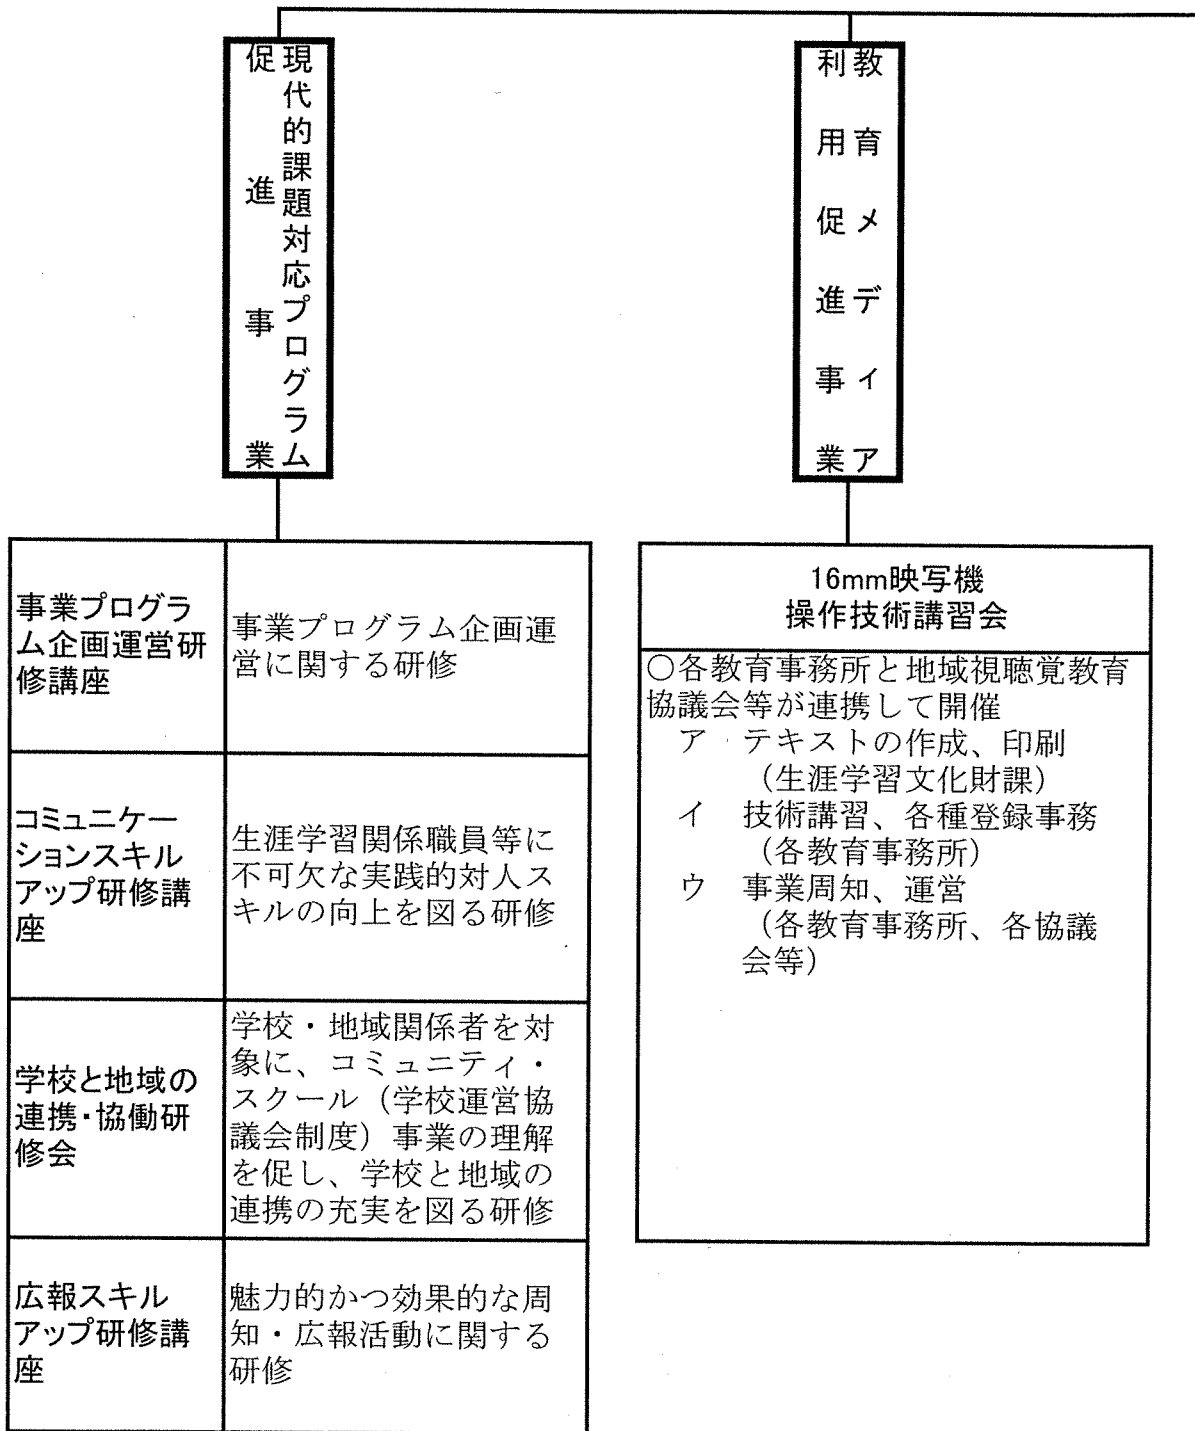 現代的課題対応プログラム
促進事業
教育メディア
利用促進事業
事業プログラ
ム企画運営研
修講座
事業プログラム企画運
営に関する研修
コミュニケー
ションスキル
アップ研修講
座
生涯学習関係職員等に
不可欠な実践的対人ス
キルの向上を図る研修
学校と地域の
連携・協働研
修会
学校・地域関係者を対
象に、コミュニティ・
スクール（学校運営協
議会制度）事業の理解
を促し、学校と地域の
連携の充実を図る研修
広報スキル
アップ研修講
座
魅力的かつ効果的な周
知・広報活動に関する
研修
16mm映写機
操作技術講習会
○各教育事務所と地域視聴覚教育
協議会等が連携して開催
ア　テキストの作成、印刷
（生涯学習文化財課）
イ　技術講習、各種登録事務
（各教育事務所）
ウ　事業周知、運営
（各教育事務所、各協議
会等）